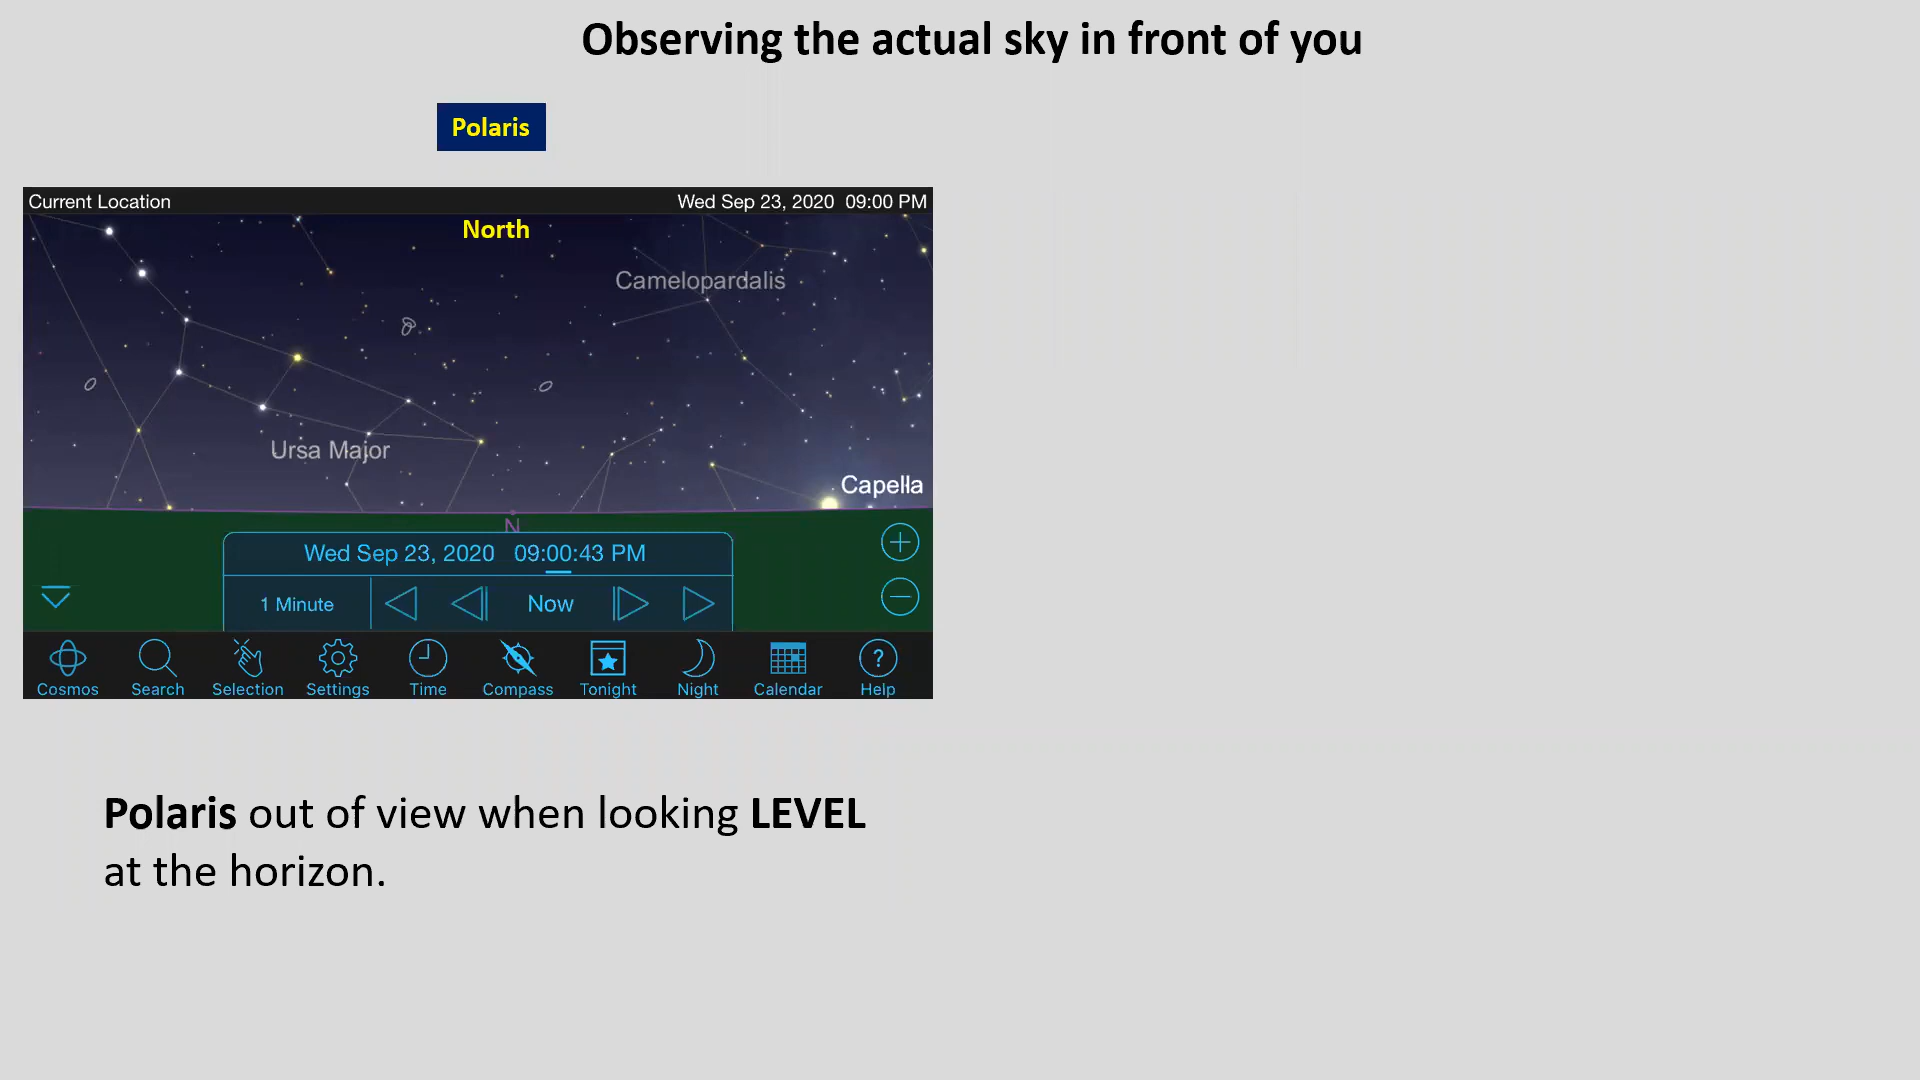 Observing the actual sky in front of you
Polaris
Current Location
Wed Sep 23, 2020 09:00 PM
North
Camelopardalis
Ursa Major
Capella
N
Wed Sep 23, 2020 09:00:43 PM
1 Minute
Now
Cosmos
Search
Selection
Settings
Time
Compass
Tonight
Night
Calendar
Help
Polaris out of view when looking LEVEL
at the horizon.